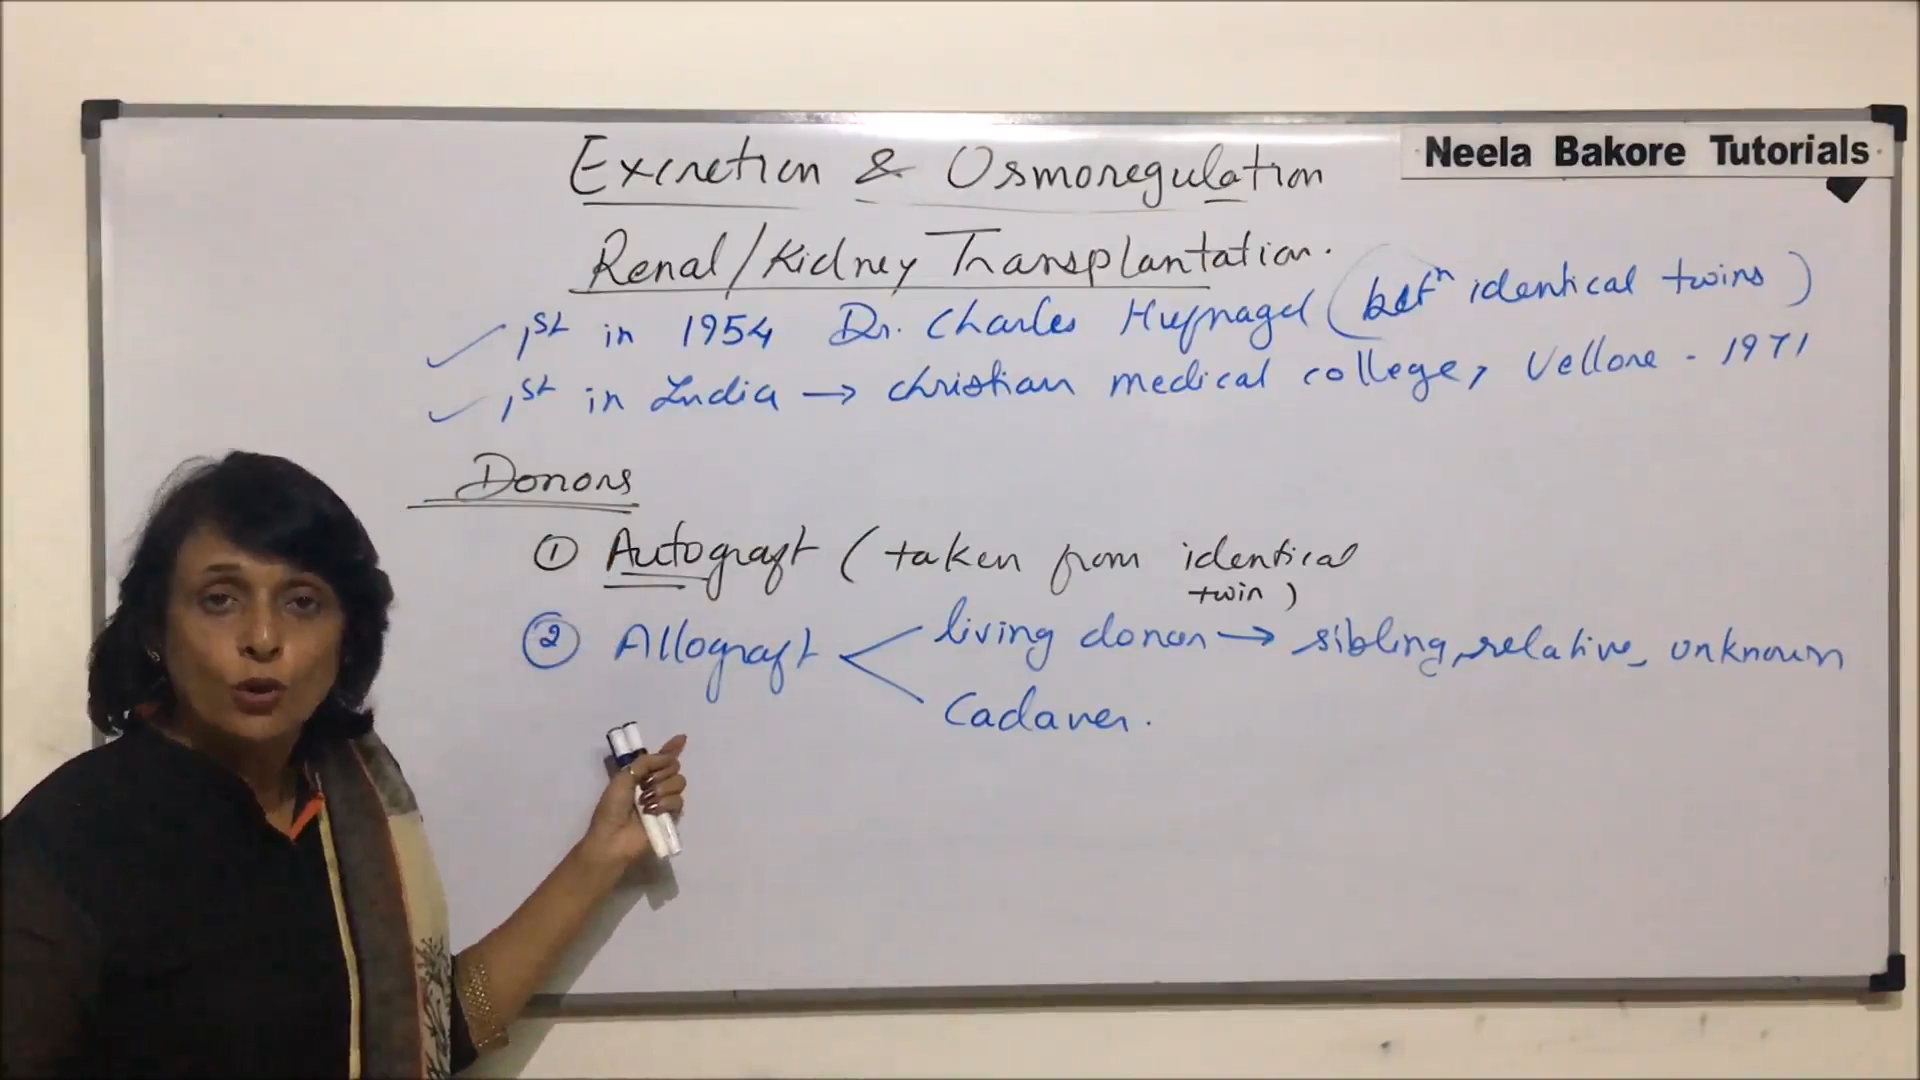 Neela Bakore Tutorials
Excretion & Osmoregulation
Renal/Kidney Transplantation.
1st in 1954 Dr. Charles Hufnagel (betn identical twins)
1st in India → christian medical college, Vellore - 1971
Donors
① Autograft (taken from identical
twin)
② Allograft living donor → sibling, relative, unknown
Cadaver.